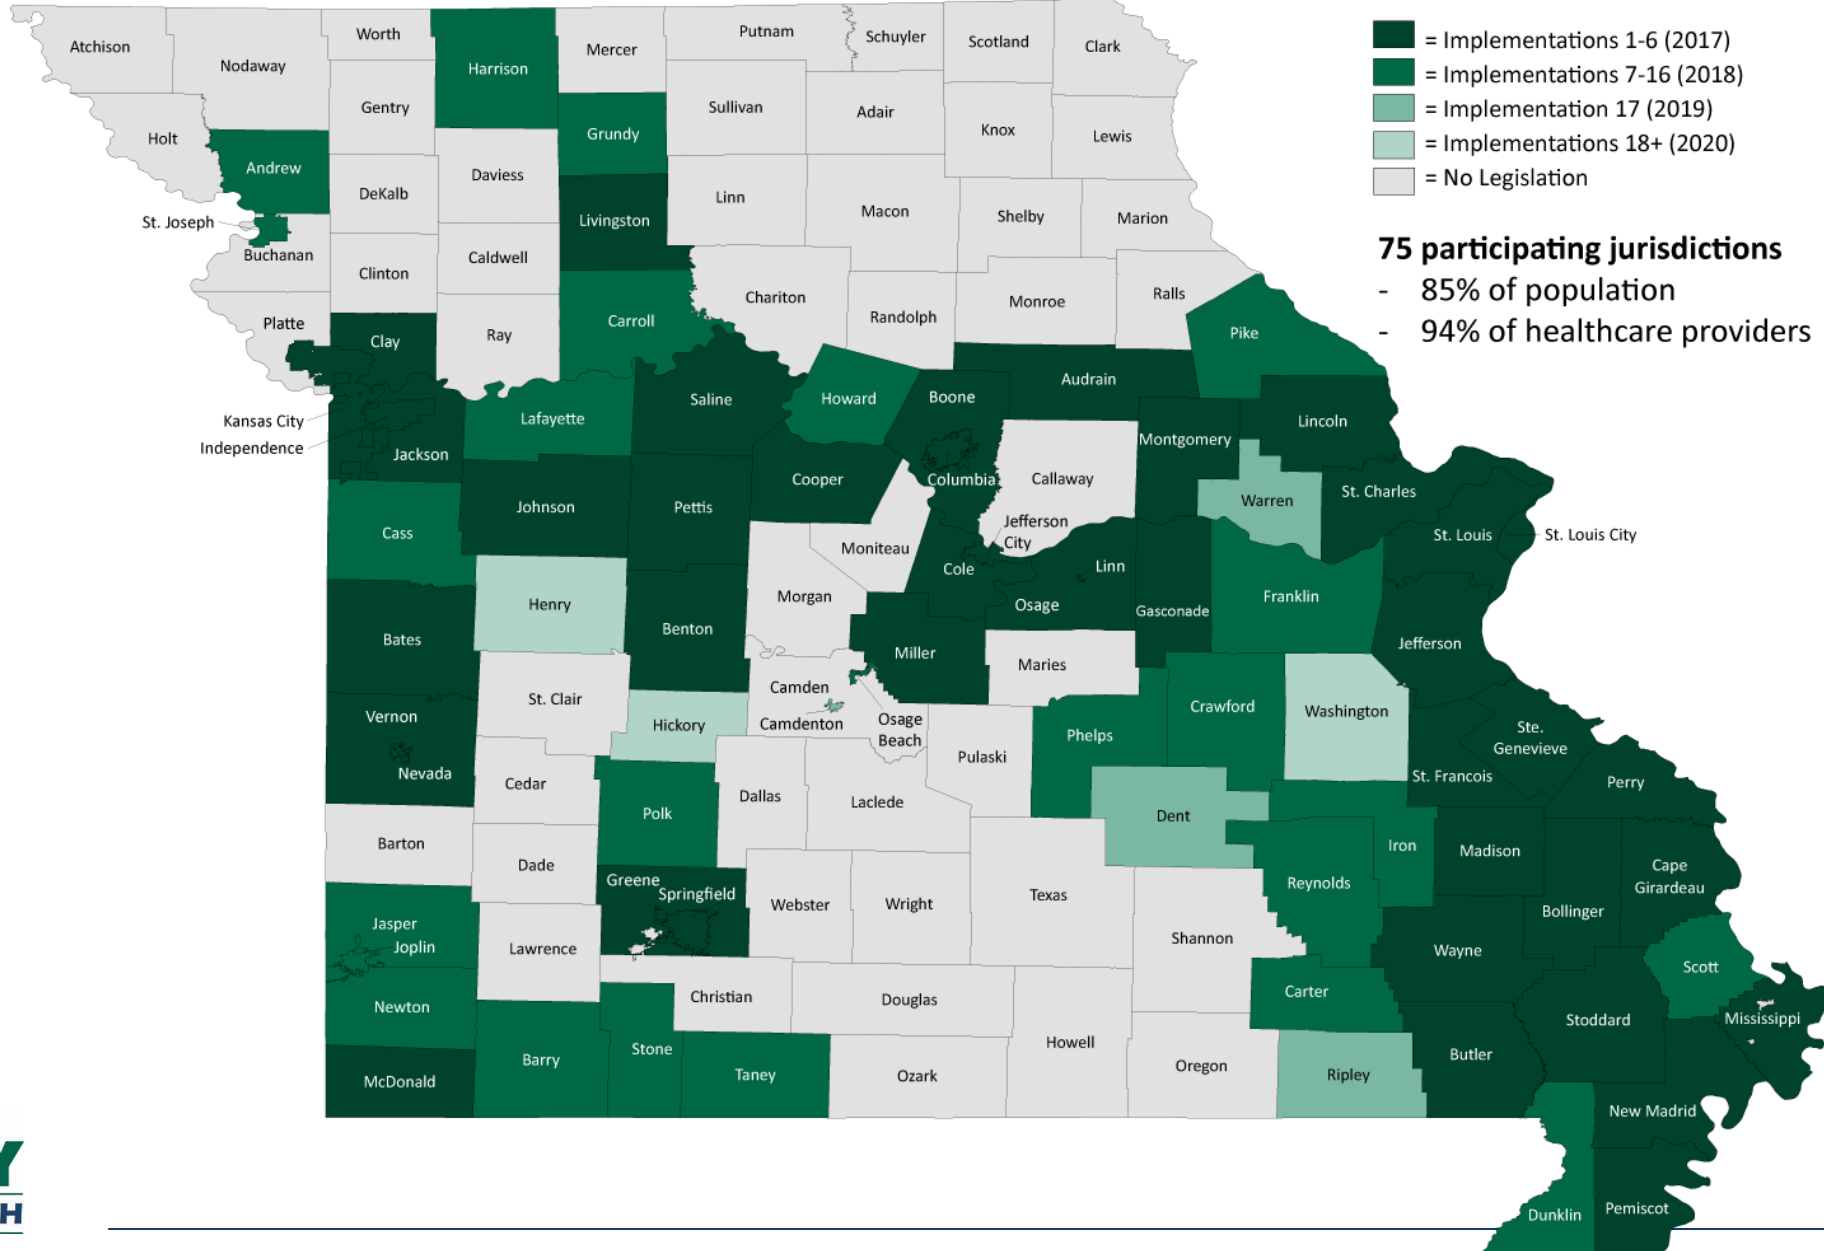 = Implementations 1-6 (2017)
= Implementations 7-16 (2018)
= Implementation 17 (2019)
= Implementations 18+ (2020)
= No Legislation
75 participating jurisdictions
- 85% of population
- 94% of healthcare providers
Atchison
Nodaway
Worth
Harrison
Mercer
Putnam
Schuyler
Scotland
Clark
Holt
Gentry
Grundy
Sullivan
Adair
Knox
Lewis
Andrew
DeKalb
Daviess
Livingston
Linn
Macon
Shelby
Marion
St. Joseph
Buchanan
Clinton
Caldwell
Carroll
Chariton
Randolph
Monroe
Ralls
Pike
Platte
Clay
Ray
Kansas City
Independence
Jackson
Lafayette
Saline
Howard
Boone
Audrain
Lincoln
Cass
Johnson
Pettis
Cooper
Columbia
Callaway
Montgomery
Warren
St. Charles
St. Louis
St. Louis City
Jefferson
City
Moniteau
Cole
Linn
Osage
Gasconade
Franklin
Jefferson
Bates
Henry
Benton
Morgan
Miller
Maries
Vernon
Nevada
St. Clair
Hickory
Camden
Camdenton
Osage
Beach
Pulaski
Phelps
Crawford
Washington
Ste.
Genevieve
St. Francois
Perry
Barton
Cedar
Polk
Dallas
Laclede
Dent
Iron
Madison
Cape
Girardeau
Dade
Greene
Springfield
Webster
Wright
Texas
Reynolds
Bollinger
Jasper
Joplin
Lawrence
Shannon
Wayne
Scott
Newton
Christian
Douglas
Carter
Stoddard
Mississippi
McDonald
Barry
Stone
Taney
Ozark
Howell
Oregon
Ripley
Butler
New Madrid
Dunklin
Pemiscot
Y
H